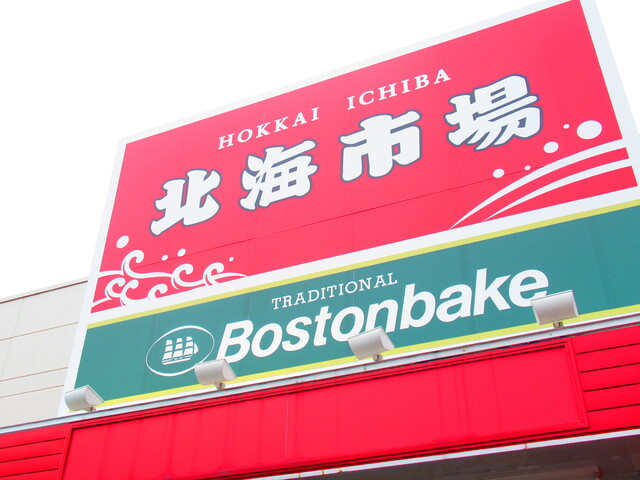 HOKKAI ICHIBA
北海市場
TRADITIONAL
Bostonbake